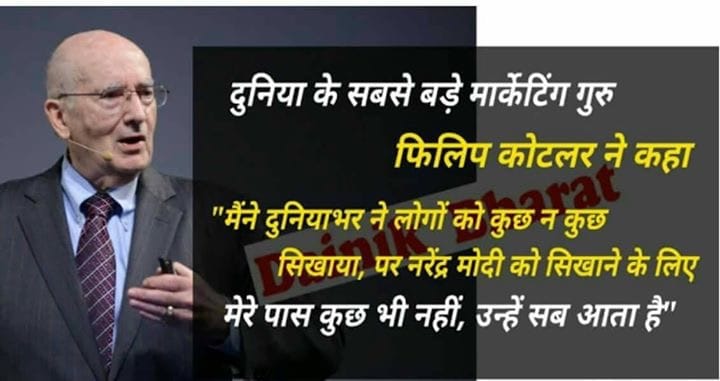 दुनिया के सबसे बड़े मार्केटिंग गुरु
फिलिप कोटलर ने कहा
"मैंने दुनियाभर ने लोगों को कुछ न कुछ
सिखाया, पर नरेंद्र मोदी को सिखाने के लिए
मेरे पास कुछ भी नहीं, उन्हें सब आता है"
Dainik Bharat